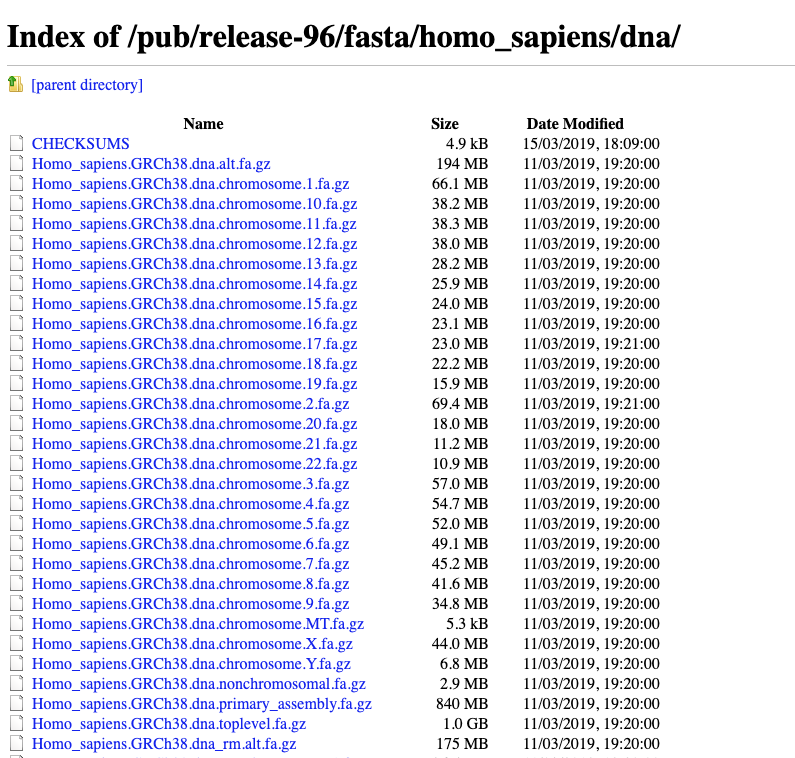 Index of /pub/release-96/fasta/homo_sapiens/dna/
[parent directory]
Name Size Date Modified
CHECKSUMS 4.9 kB 15/03/2019, 18:09:00
Homo_sapiens.GRCh38.dna.alt.fa.gz 194 MB 11/03/2019, 19:20:00
Homo_sapiens.GRCh38.dna.chromosome.1.fa.gz 66.1 MB 11/03/2019, 19:20:00
Homo_sapiens.GRCh38.dna.chromosome.10.fa.gz 38.2 MB 11/03/2019, 19:20:00
Homo_sapiens.GRCh38.dna.chromosome.11.fa.gz 38.3 MB 11/03/2019, 19:20:00
Homo_sapiens.GRCh38.dna.chromosome.12.fa.gz 38.0 MB 11/03/2019, 19:20:00
Homo_sapiens.GRCh38.dna.chromosome.13.fa.gz 28.2 MB 11/03/2019, 19:20:00
Homo_sapiens.GRCh38.dna.chromosome.14.fa.gz 25.9 MB 11/03/2019, 19:20:00
Homo_sapiens.GRCh38.dna.chromosome.15.fa.gz 24.0 MB 11/03/2019, 19:20:00
Homo_sapiens.GRCh38.dna.chromosome.16.fa.gz 23.1 MB 11/03/2019, 19:20:00
Homo_sapiens.GRCh38.dna.chromosome.17.fa.gz 23.0 MB 11/03/2019, 19:21:00
Homo_sapiens.GRCh38.dna.chromosome.18.fa.gz 22.2 MB 11/03/2019, 19:20:00
Homo_sapiens.GRCh38.dna.chromosome.19.fa.gz 15.9 MB 11/03/2019, 19:20:00
Homo_sapiens.GRCh38.dna.chromosome.2.fa.gz 69.4 MB 11/03/2019, 19:21:00
Homo_sapiens.GRCh38.dna.chromosome.20.fa.gz 18.0 MB 11/03/2019, 19:20:00
Homo_sapiens.GRCh38.dna.chromosome.21.fa.gz 11.2 MB 11/03/2019, 19:20:00
Homo_sapiens.GRCh38.dna.chromosome.22.fa.gz 10.9 MB 11/03/2019, 19:20:00
Homo_sapiens.GRCh38.dna.chromosome.3.fa.gz 57.0 MB 11/03/2019, 19:20:00
Homo_sapiens.GRCh38.dna.chromosome.4.fa.gz 54.7 MB 11/03/2019, 19:20:00
Homo_sapiens.GRCh38.dna.chromosome.5.fa.gz 52.0 MB 11/03/2019, 19:20:00
Homo_sapiens.GRCh38.dna.chromosome.6.fa.gz 49.1 MB 11/03/2019, 19:20:00
Homo_sapiens.GRCh38.dna.chromosome.7.fa.gz 45.2 MB 11/03/2019, 19:20:00
Homo_sapiens.GRCh38.dna.chromosome.8.fa.gz 41.6 MB 11/03/2019, 19:20:00
Homo_sapiens.GRCh38.dna.chromosome.9.fa.gz 34.8 MB 11/03/2019, 19:20:00
Homo_sapiens.GRCh38.dna.chromosome.MT.fa.gz 5.3 kB 11/03/2019, 19:20:00
Homo_sapiens.GRCh38.dna.chromosome.X.fa.gz 44.0 MB 11/03/2019, 19:20:00
Homo_sapiens.GRCh38.dna.chromosome.Y.fa.gz 6.8 MB 11/03/2019, 19:20:00
Homo_sapiens.GRCh38.dna.nonchromosomal.fa.gz 2.9 MB 11/03/2019, 19:20:00
Homo_sapiens.GRCh38.dna.primary_assembly.fa.gz 840 MB 11/03/2019, 19:20:00
Homo_sapiens.GRCh38.dna.toplevel.fa.gz 1.0 GB 11/03/2019, 19:20:00
Homo_sapiens.GRCh38.dna_rm.alt.fa.gz 175 MB 11/03/2019, 19:20:00